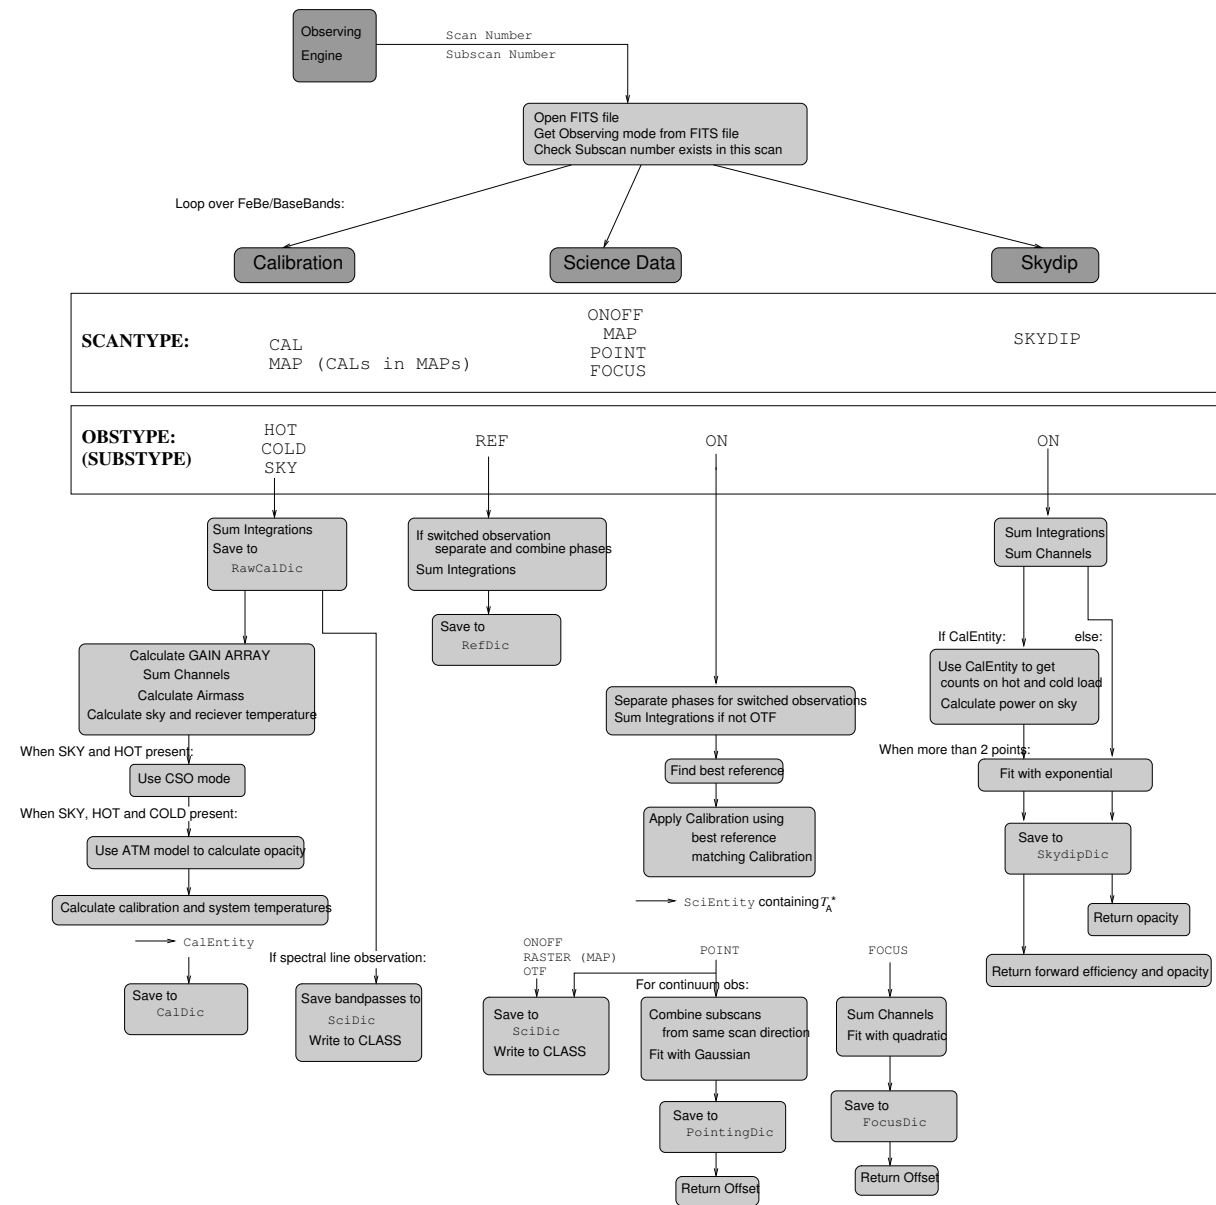 Observing
Engine
Scan Number
Subscan Number
Open FITS file
Get Observing mode from FITS file
Check Subscan number exists in this scan
Loop over FeBe/BaseBands:
Calibration
Science Data
Skydip
SCANTYPE:
CAL
MAP (CALs in MAPs)
ONOFF
MAP
POINT
FOCUS
SKYDIP
OBSTYPE:
(SUBSTYPE)
HOT
COLD
SKY
REF
ON
ON
Sum Integrations
Save to
RawCalDic
If switched observation
separate and combine phases
Sum Integrations
Sum Integrations
Sum Channels
Save to
RefDic
If CalEntity:
else:
Calculate GAIN ARRAY
Sum Channels
Calculate Airmass
Calculate sky and reciever temperature
Use CalEntity to get
counts on hot and cold load
Calculate power on sky
Separate phases for switched observations
Sum Integrations if not OTF
When SKY and HOT present:
When more than 2 points:
Use CSO mode
Find best reference
Fit with exponential
When SKY, HOT and COLD present:
Apply Calibration using
best reference
matching Calibration
Save to
SkydipDic
Use ATM model to calculate opacity
Calculate calibration and system temperatures
SciEntity containing T_A*
Return opacity
CalEntity
If spectral line observation:
ONOFF
RASTER (MAP)
OTF
POINT
FOCUS
Return forward efficiency and opacity
For continuum obs:
Save to
CalDic
Save bandpasses to
SciDic
Write to CLASS
Save to
SciDic
Write to CLASS
Combine subscans
from same scan direction
Fit with Gaussian
Sum Channels
Fit with quadratic
Save to
PointingDic
Save to
FocusDic
Return Offset
Return Offset